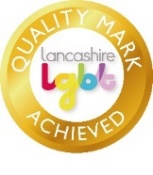 QUALITY MARK
lancashire
lgbt
ACHIEVED